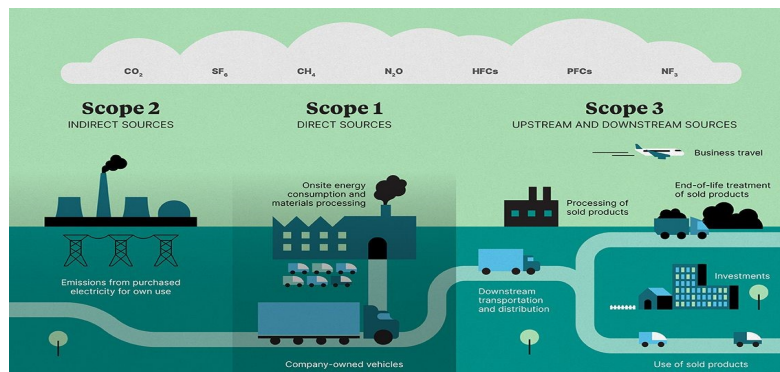 CO₂ SF₆ CH₄ N₂O HFCs PFCs NF₃
Scope 2
INDIRECT SOURCES
Scope 1
DIRECT SOURCES
Scope 3
UPSTREAM AND DOWNSTREAM SOURCES
Emissions from purchased
electricity for own use
Onsite energy
consumption and
materials processing
Company-owned vehicles
Business travel
Processing of
sold products
End-of-life treatment
of sold products
Downstream
transportation
and distribution
Investments
Use of sold products